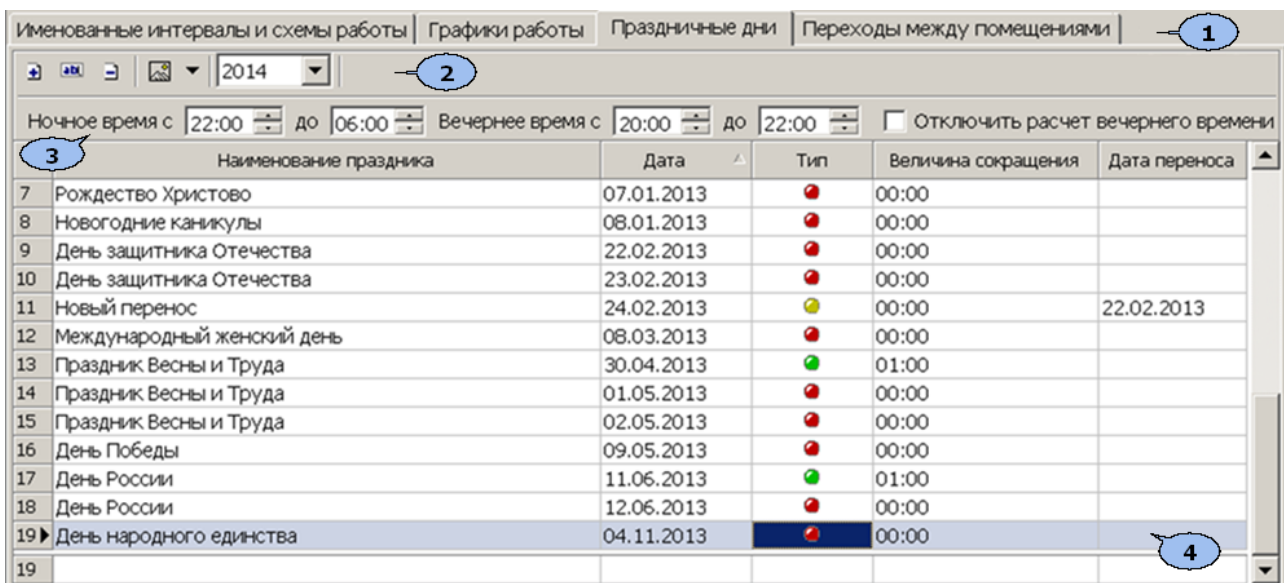 Именованные интервалы и схемы работы Графики работы Праздничные дни Переходы между помещениями 1
abl 2014 2
Ночное время с 22:00 до 06:00 Вечернее время с 20:00 до 22:00 Отключить расчет вечернего времени
3 Наименование праздника Дата Тип Величина сокращения Дата переноса
7 Рождество Христово 07.01.2013 00:00
8 Новогодние каникулы 08.01.2013 00:00
9 День защитника Отечества 22.02.2013 00:00
10 День защитника Отечества 23.02.2013 00:00
11 Новый перенос 24.02.2013 00:00 22.02.2013
12 Международный женский день 08.03.2013 00:00
13 Праздник Весны и Труда 30.04.2013 01:00
14 Праздник Весны и Труда 01.05.2013 00:00
15 Праздник Весны и Труда 02.05.2013 00:00
16 День Победы 09.05.2013 00:00
17 День России 11.06.2013 01:00
18 День России 12.06.2013 00:00
19 День народного единства 04.11.2013 00:00
4
19